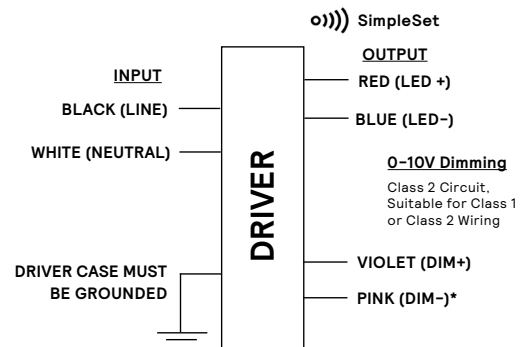 SimpleSet
INPUT
BLACK (LINE)
WHITE (NEUTRAL)
DRIVER CASE MUST
BE GROUNDED
DRIVER
OUTPUT
RED (LED +)
BLUE (LED-)
0-10V Dimming
Class 2 Circuit,
Suitable for Class 1
or Class 2 Wiring
VIOLET (DIM+)
PINK (DIM-)*